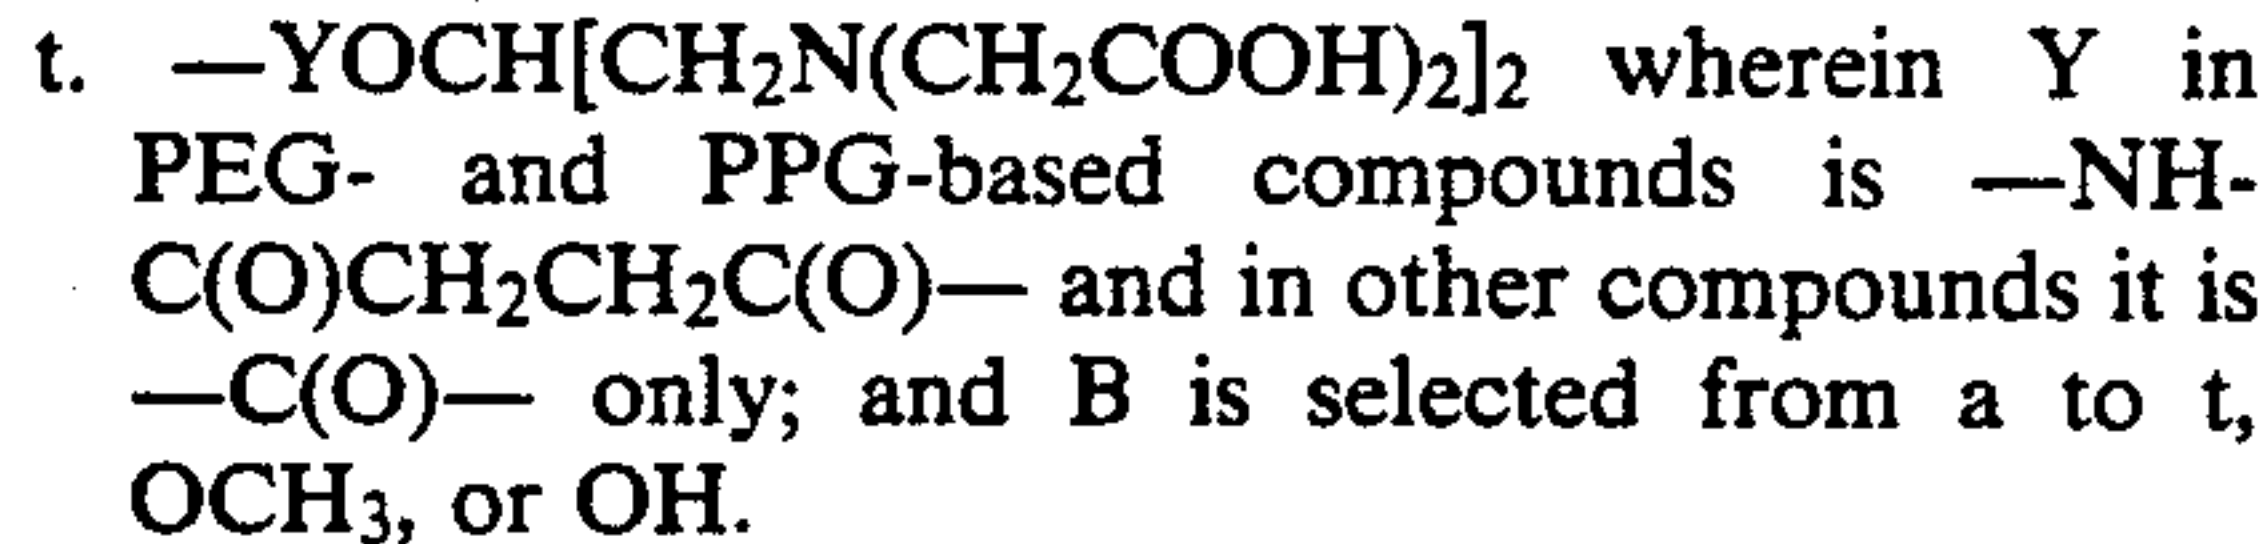 t. —YOCH[CH₂N(CH₂COOH)₂]₂ wherein Y in
PEG- and PPG-based compounds is —NH-
C(O)CH₂CH₂C(O)— and in other compounds it is
—C(O)— only; and B is selected from a to t,
OCH₃, or OH.